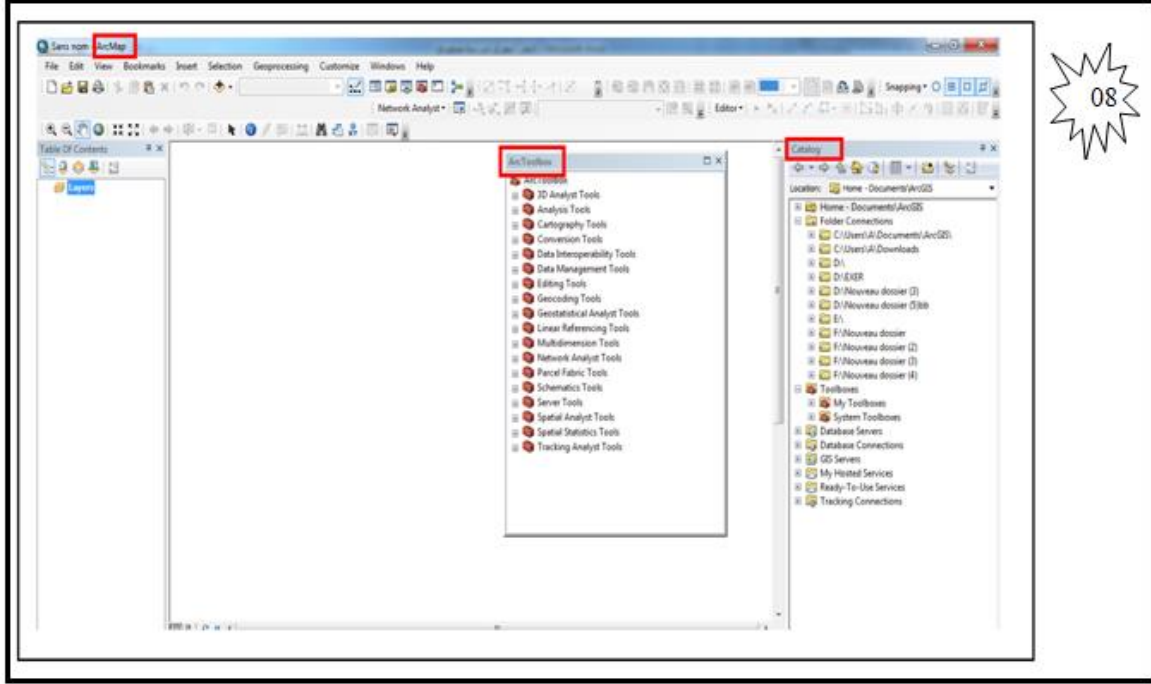 Sans nom - ArcMap
File Edit View Bookmarks Insert Selection Geoprocessing Customize Windows Help
Snapping
Network Analyst
Editor
Table Of Contents
Layers
ArcToolbox
ArcToolbox
3D Analyst Tools
Analysis Tools
Cartography Tools
Conversion Tools
Data Interoperability Tools
Data Management Tools
Editing Tools
Geocoding Tools
Geostatistical Analyst Tools
Linear Referencing Tools
Multidimension Tools
Network Analyst Tools
Parcel Fabric Tools
Schematics Tools
Server Tools
Spatial Analyst Tools
Spatial Statistics Tools
Tracking Analyst Tools
Catalog
Location: Home - Documents\ArcGIS
Home - Documents\ArcGIS
Folder Connections
C:\Users\A\Documents\ArcGIS\
C:\Users\A\Downloads
D:\
D:\EXER
D:\Nouveau dossier (3)
D:\Nouveau dossier (5)bb
E:\
F:\Nouveau dossier
F:\Nouveau dossier (2)
F:\Nouveau dossier (3)
F:\Nouveau dossier (4)
Toolboxes
My Toolboxes
System Toolboxes
Database Servers
Database Connections
GIS Servers
My Hosted Services
Ready-To-Use Services
Tracking Connections
08